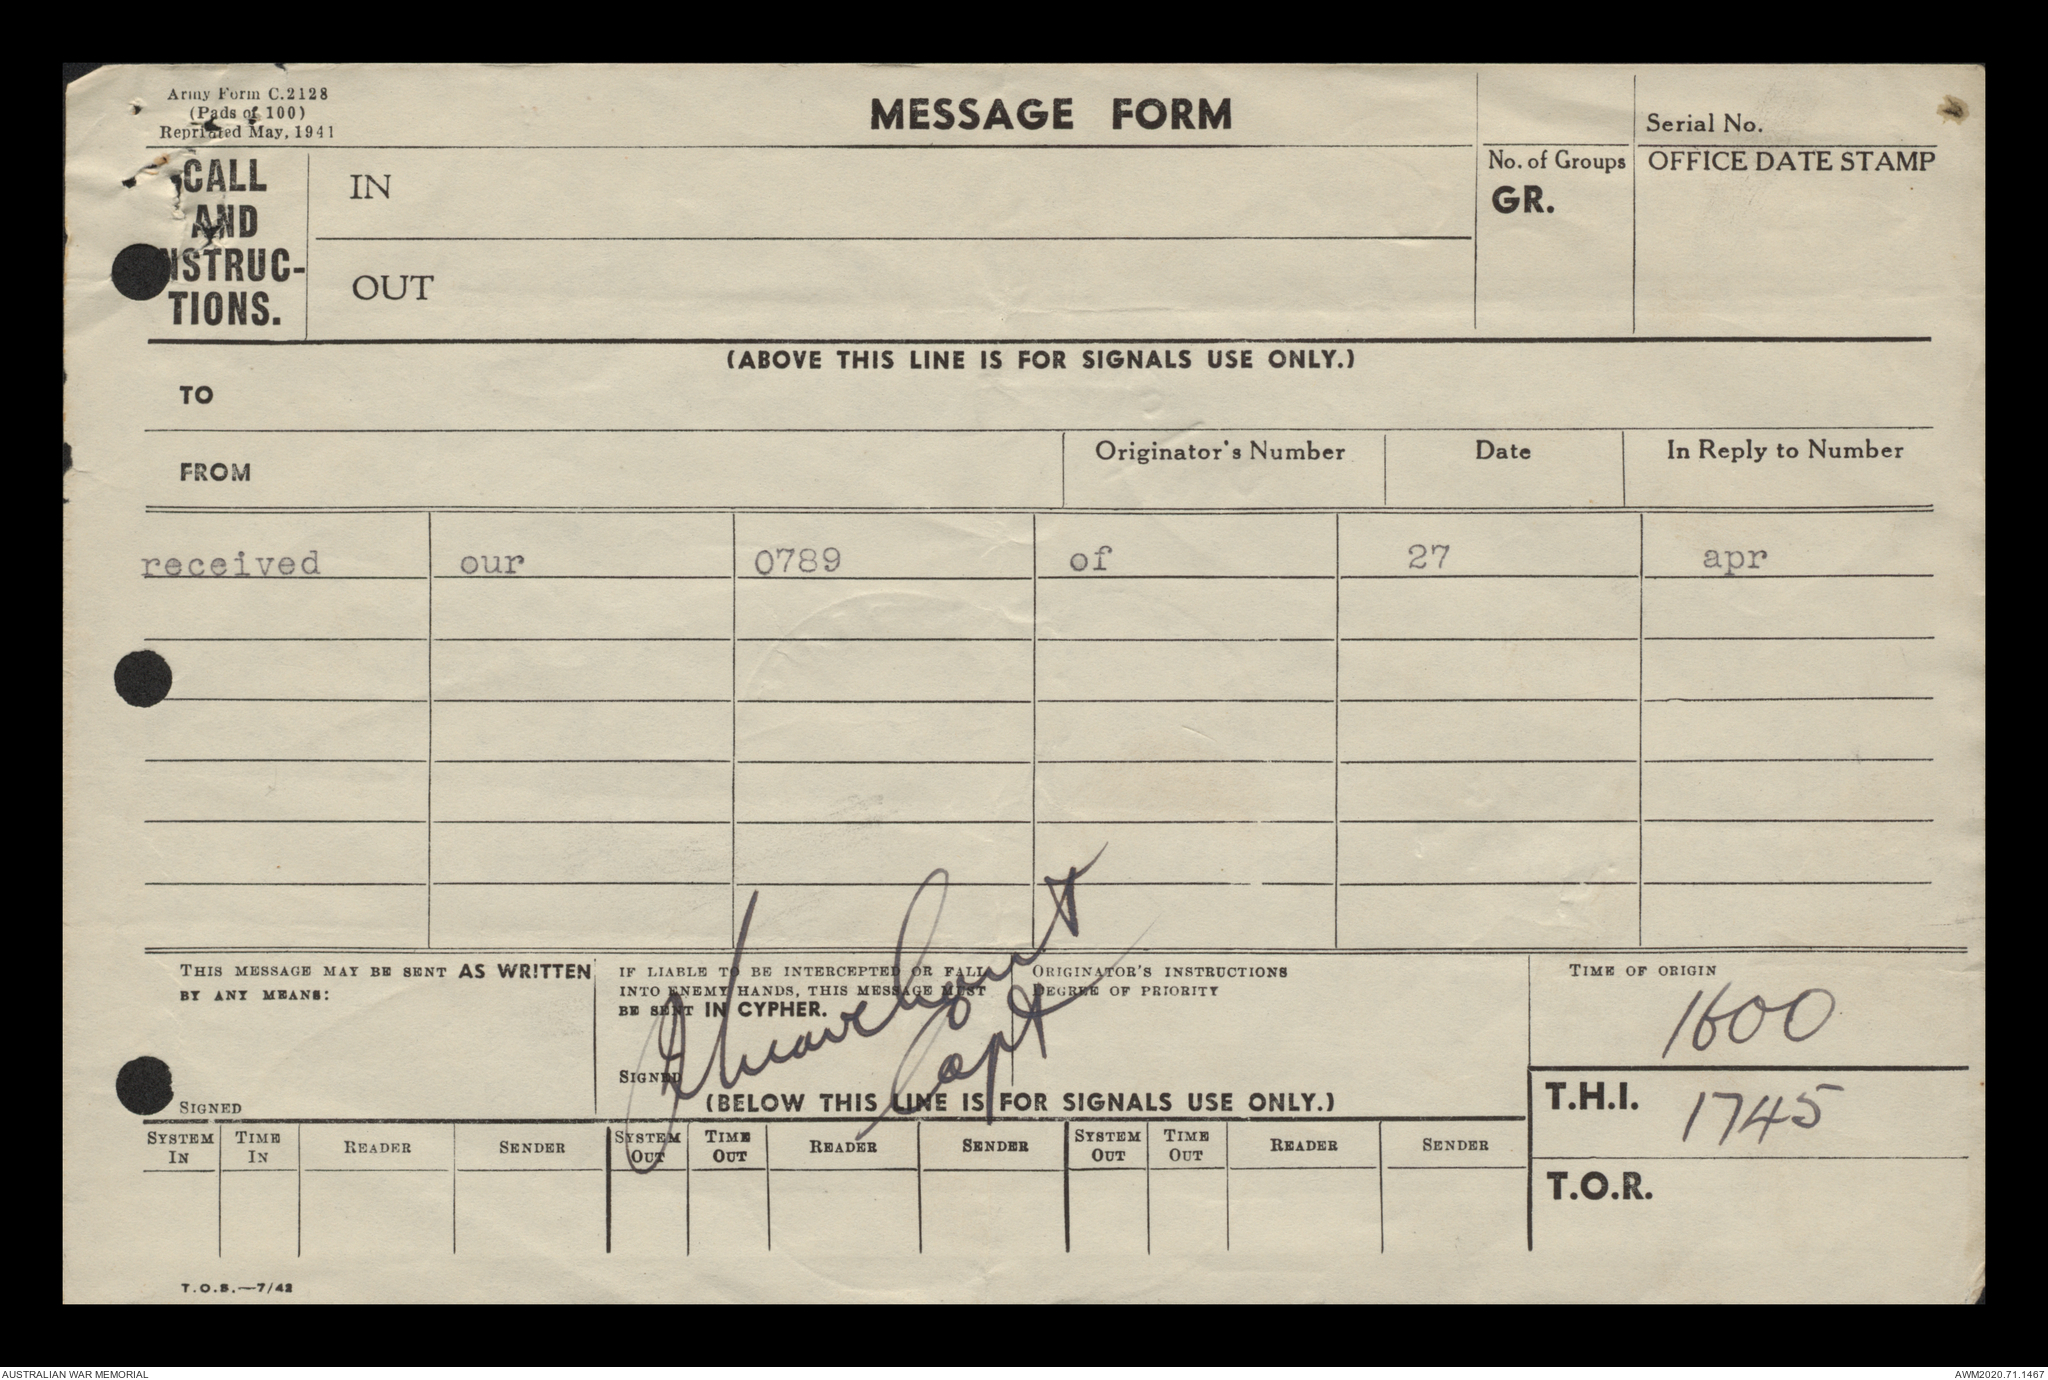 Army Form C.2128
(Pads of 100)
Reprinted May, 1941
MESSAGE FORM
Serial No.
CALL
AND
INSTRUC-
TIONS.
IN
OUT
No. of Groups
GR.
OFFICE DATE STAMP
(ABOVE THIS LINE IS FOR SIGNALS USE ONLY.)
TO
FROM
Originator's Number
Date
In Reply to Number
received our 0789 of 27 apr
THIS MESSAGE MAY BE SENT AS WRITTEN
BY ANY MEANS:
SIGNED
IF LIABLE TO BE INTERCEPTED OR FALL
INTO ENEMY HANDS, THIS MESSAGE MUST
BE SENT IN CYPHER.
SIGNED
Capt
ORIGINATOR'S INSTRUCTIONS
DEGREE OF PRIORITY
TIME OF ORIGIN
1600
T.H.I. 1745
T.O.R.
(BELOW THIS LINE IS FOR SIGNALS USE ONLY.)
SYSTEM IN
TIME IN
READER
SENDER
SYSTEM OUT
TIME OUT
READER
SENDER
SYSTEM OUT
TIME OUT
READER
SENDER
T.O.S.—7/42
AUSTRALIAN WAR MEMORIAL
AWM2020.71.1467